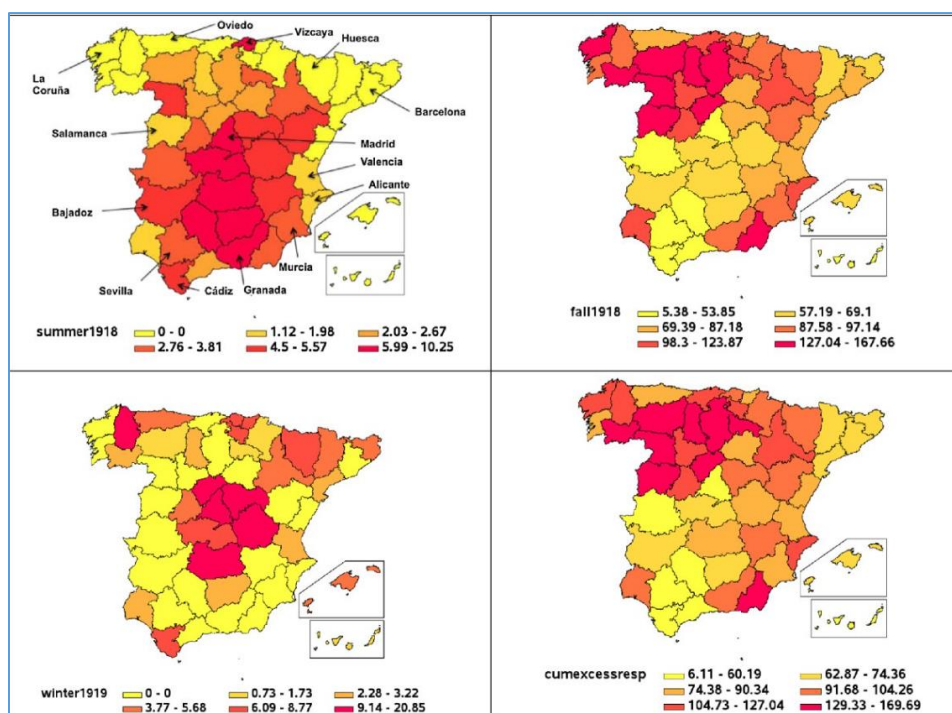 Oviedo
Vizcaya
Huesca
La
Coruña
Barcelona
Salamanca
Madrid
Valencia
Alicante
Bajadoz
Murcia
Sevilla
Cádiz
Granada
summer1918
0 - 0
1.12 - 1.98
2.03 - 2.67
2.76 - 3.81
4.5 - 5.57
5.99 - 10.25
fall1918
5.38 - 53.85
57.19 - 69.1
69.39 - 87.18
87.58 - 97.14
98.3 - 123.87
127.04 - 167.66
winter1919
0 - 0
0.73 - 1.73
2.28 - 3.22
3.77 - 5.68
6.09 - 8.77
9.14 - 20.85
cumexcessresp
6.11 - 60.19
62.87 - 74.36
74.38 - 90.34
91.68 - 104.26
104.73 - 127.04
129.33 - 169.69